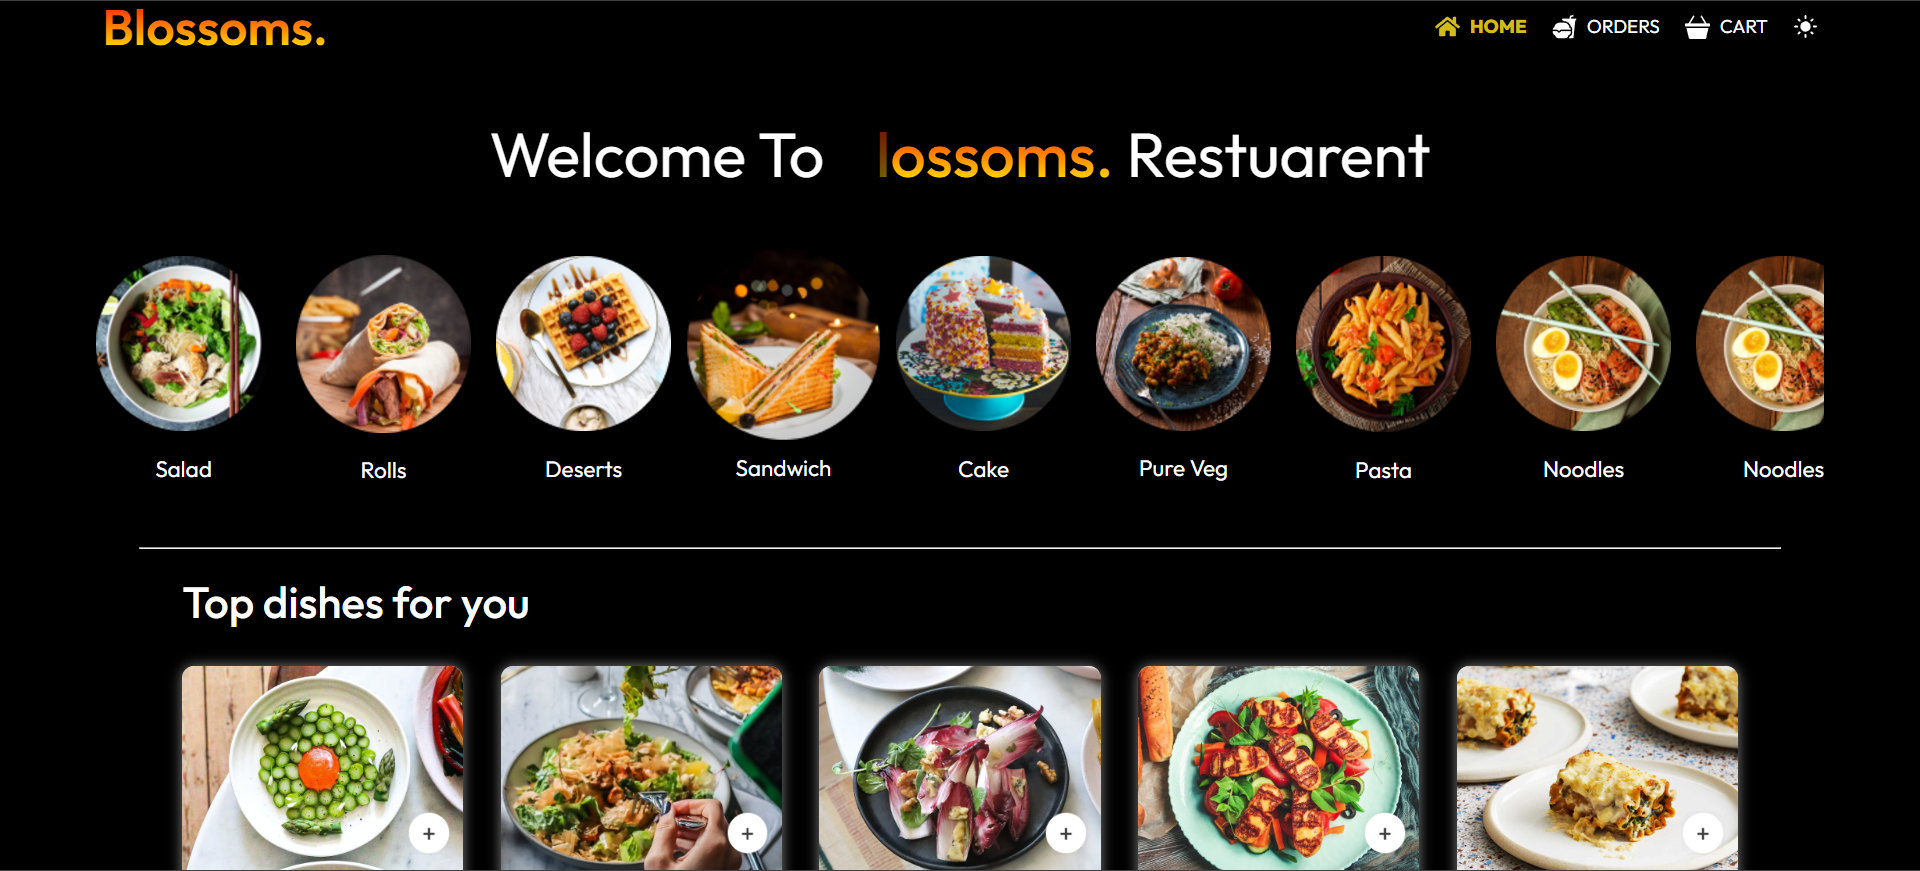 Blossoms.
HOME
ORDERS
CART
Welcome To lossoms. Restuarent
Salad
Rolls
Deserts
Sandwich
Cake
Pure Veg
Pasta
Noodles
Noodles
Top dishes for you
+
+
+
+
+